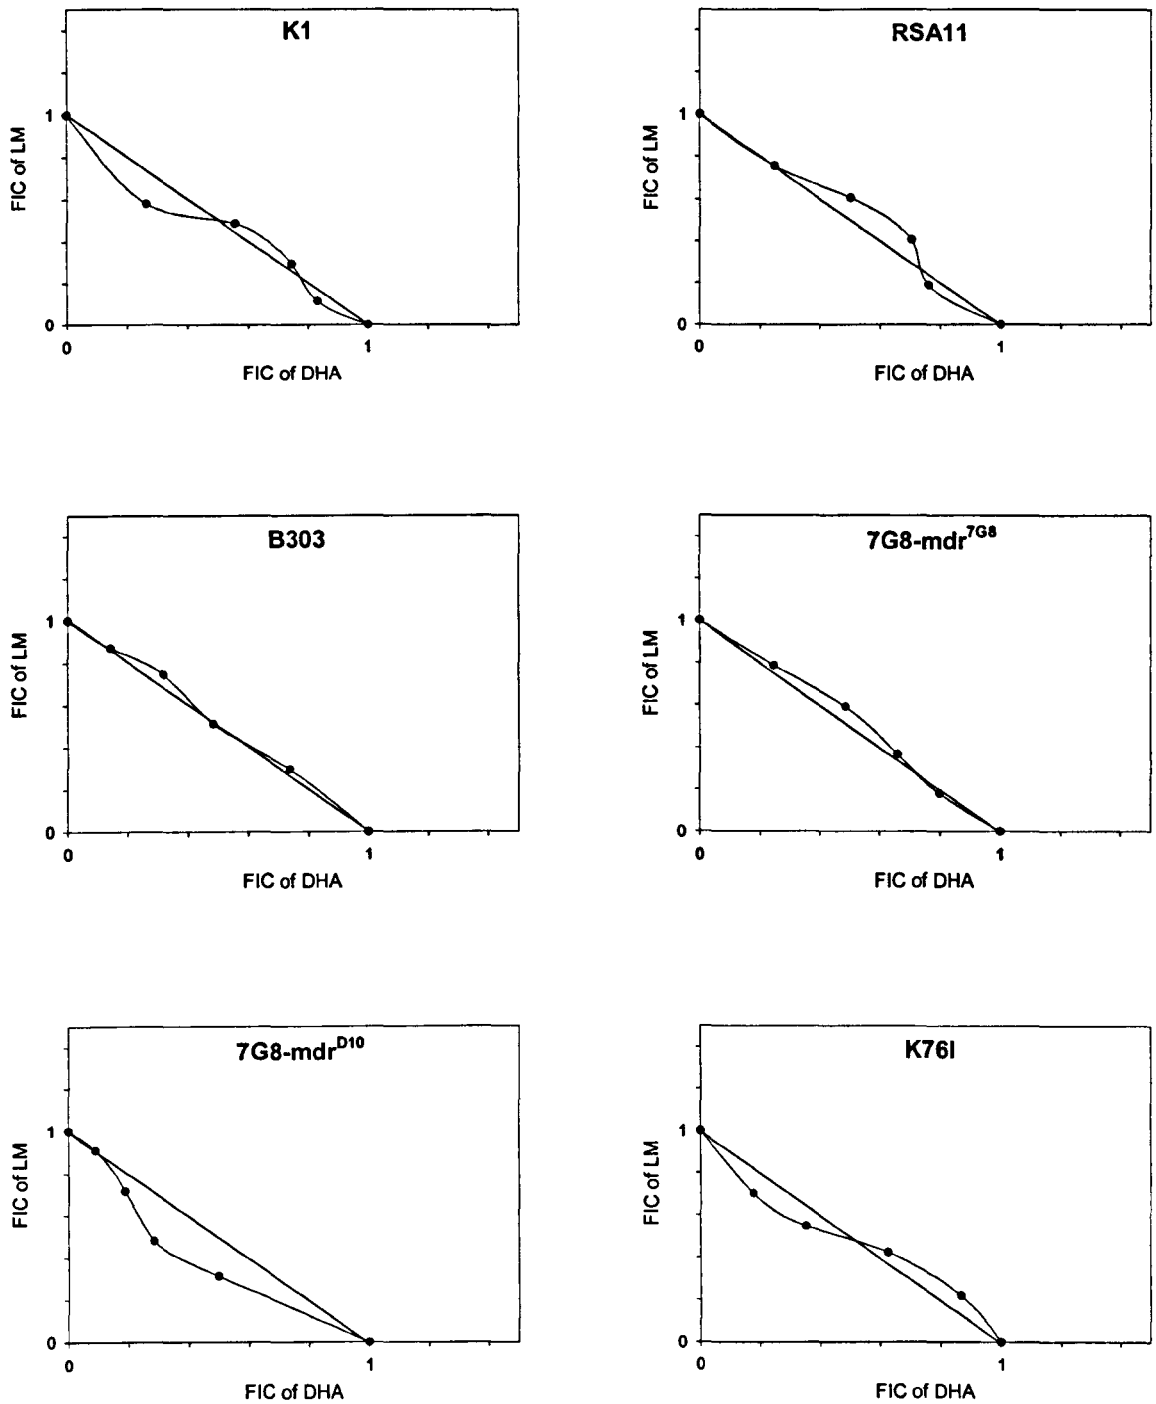 K1
1
FIC of LM
0
0 1
FIC of DHA
RSA11
1
FIC of LM
0
0 1
FIC of DHA
B303
1
FIC of LM
0
0 1
FIC of DHA
7G8-mdr7G8
1
FIC of LM
0
0 1
FIC of DHA
7G8-mdrD10
1
FIC of LM
0
0 1
FIC of DHA
K76I
1
FIC of LM
0
0 1
FIC of DHA